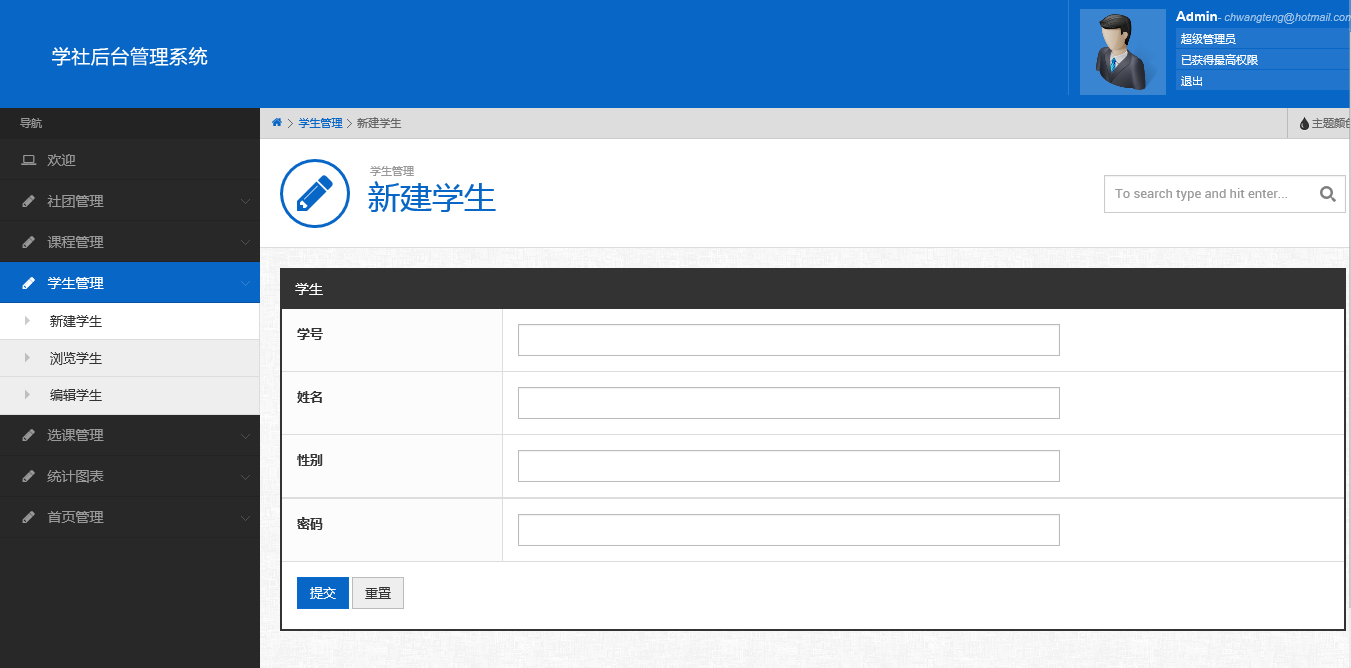 学社后台管理系统
Admin- chwangteng@hotmail.com
超级管理员
已获得最高权限
退出
导航
欢迎
社团管理
课程管理
学生管理
新建学生
浏览学生
编辑学生
选课管理
统计图表
首页管理
学生管理 新建学生
主题颜色
学生管理
新建学生
To search type and hit enter...
学生
学号
姓名
性别
密码
提交 重置